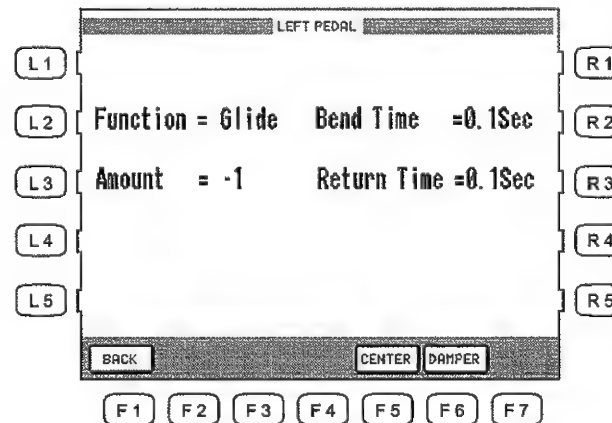 LEFT PEDAL
L1 R1
L2 Function = Glide Bend Time =0.1Sec R2
L3 Amount = -1 Return Time =0.1Sec R3
L4 R4
L5 R5
BACK CENTER DAMPER
F1 F2 F3 F4 F5 F6 F7